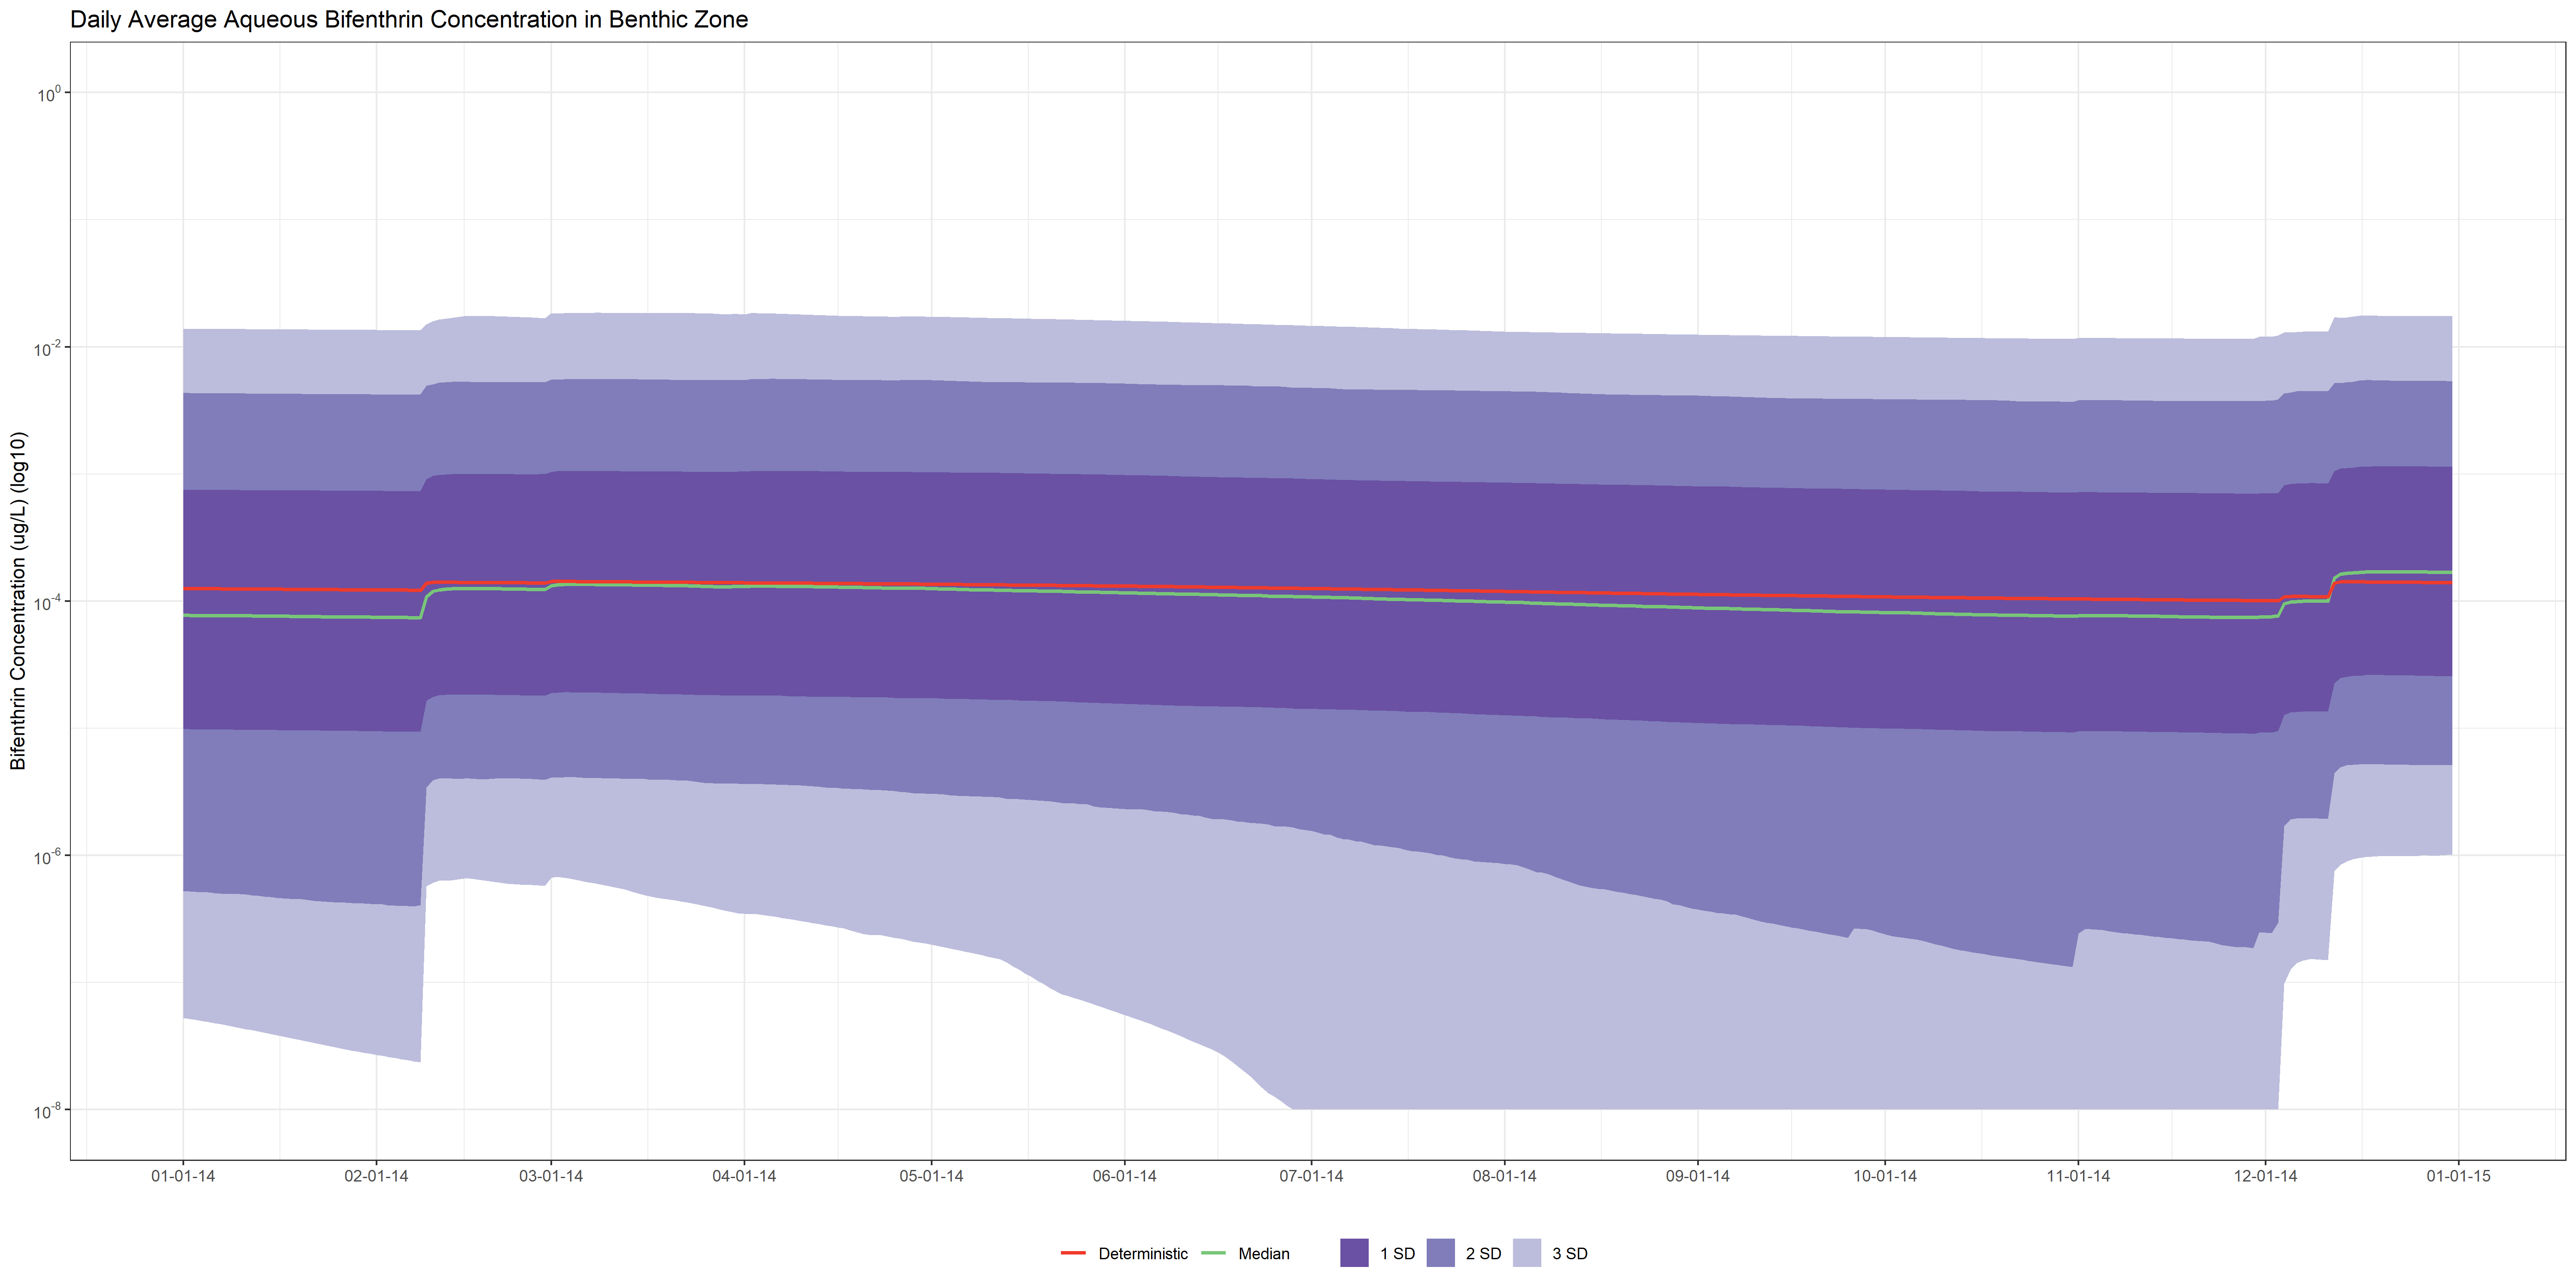 Daily Average Aqueous Bifenthrin Concentration in Benthic Zone
Bifenthrin Concentration (ug/L) (log10)
10^0
10^-2
10^-4
10^-6
10^-8
01-01-14 02-01-14 03-01-14 04-01-14 05-01-14 06-01-14 07-01-14 08-01-14 09-01-14 10-01-14 11-01-14 12-01-14 01-01-15
Deterministic Median 1 SD 2 SD 3 SD